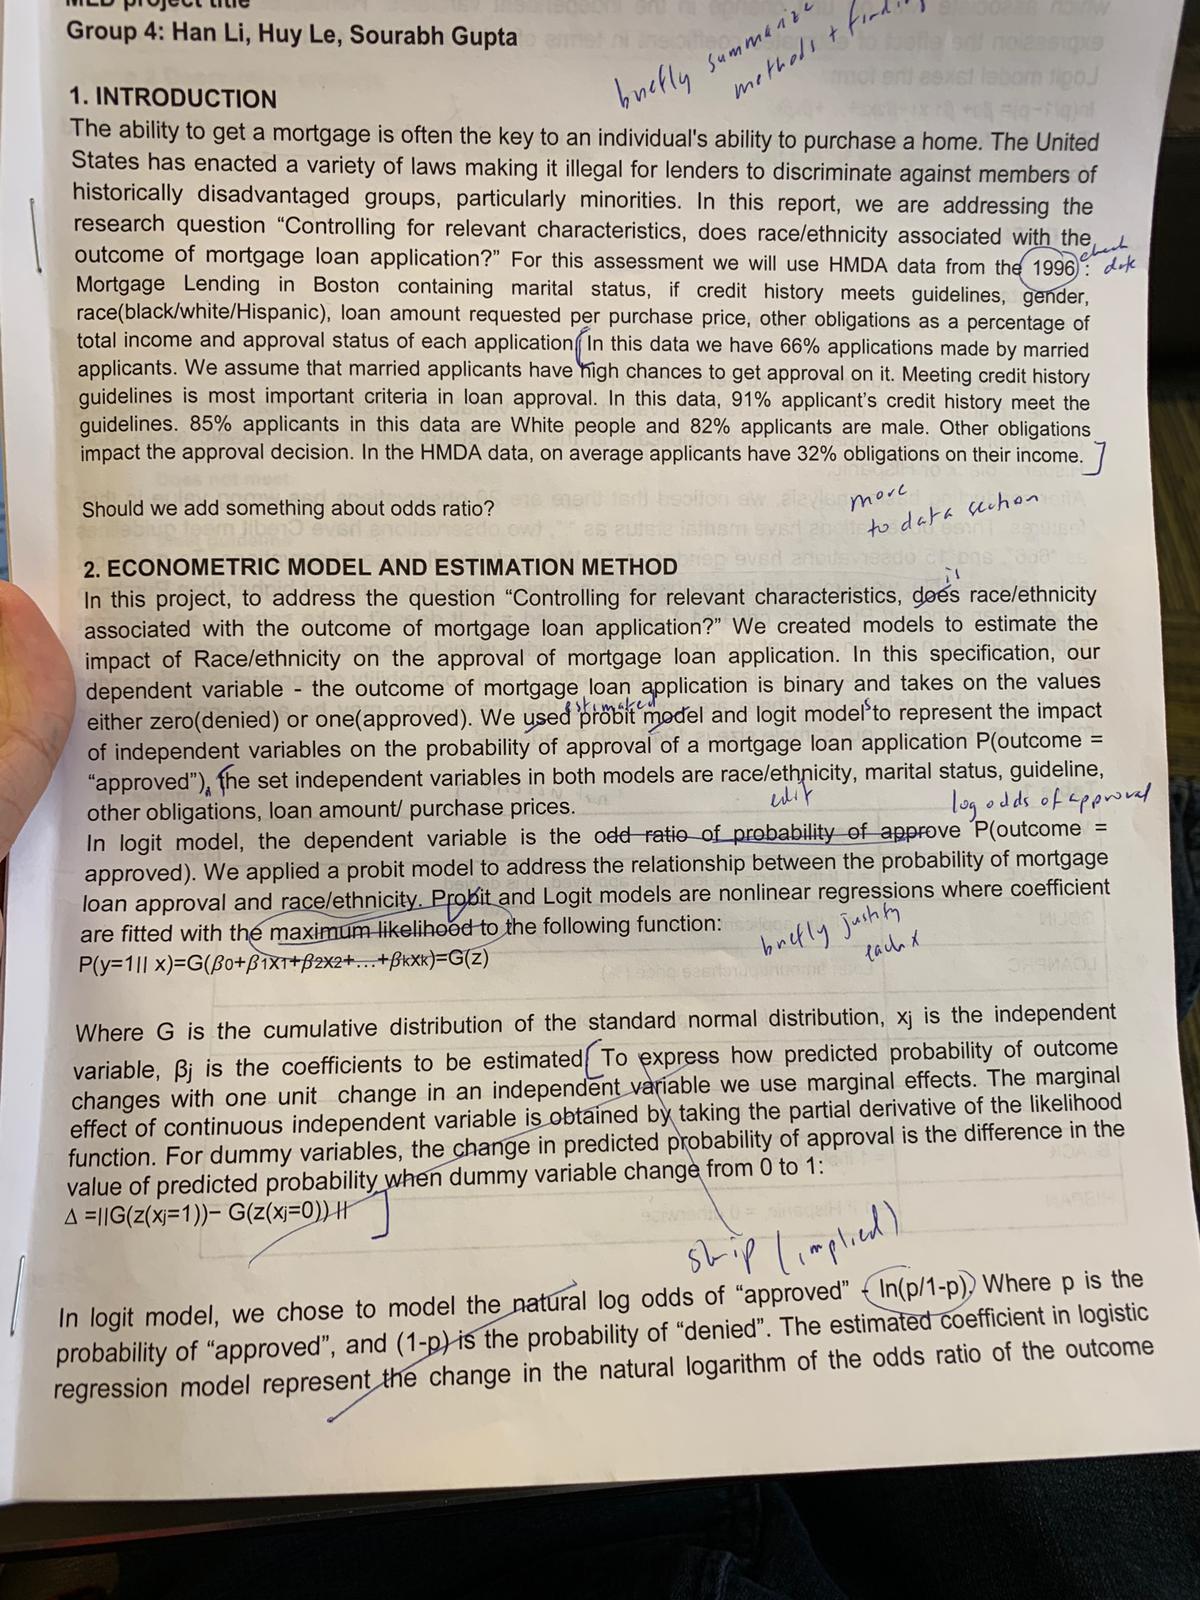 MLD project title
Group 4: Han Li, Huy Le, Sourabh Gupta
briefly summarize
methods + findin
1. INTRODUCTION
The ability to get a mortgage is often the key to an individual's ability to purchase a home. The United
States has enacted a variety of laws making it illegal for lenders to discriminate against members of
historically disadvantaged groups, particularly minorities. In this report, we are addressing the
research question “Controlling for relevant characteristics, does race/ethnicity associated with the
outcome of mortgage loan application?” For this assessment we will use HMDA data from the 1996 :
check
date
Mortgage Lending in Boston containing marital status, if credit history meets guidelines, gender,
race(black/white/Hispanic), loan amount requested per purchase price, other obligations as a percentage of
total income and approval status of each application [In this data we have 66% applications made by married
applicants. We assume that married applicants have high chances to get approval on it. Meeting credit history
guidelines is most important criteria in loan approval. In this data, 91% applicant’s credit history meet the
guidelines. 85% applicants in this data are White people and 82% applicants are male. Other obligations
impact the approval decision. In the HMDA data, on average applicants have 32% obligations on their income. ]
Should we add something about odds ratio?
move
to data section
2. ECONOMETRIC MODEL AND ESTIMATION METHOD
is
In this project, to address the question “Controlling for relevant characteristics, does race/ethnicity
associated with the outcome of mortgage loan application?” We created models to estimate the
impact of Race/ethnicity on the approval of mortgage loan application. In this specification, our
dependent variable - the outcome of mortgage loan application is binary and takes on the values
estimated
either zero(denied) or one(approved). We used probit model and logit models to represent the impact
of independent variables on the probability of approval of a mortgage loan application P(outcome =
“approved”), the set independent variables in both models are race/ethnicity, marital status, guideline,
other obligations, loan amount/ purchase prices.
edit
log odds of approval
In logit model, the dependent variable is the odd ratio of probability of approve P(outcome =
approved). We applied a probit model to address the relationship between the probability of mortgage
loan approval and race/ethnicity. Probit and Logit models are nonlinear regressions where coefficient
are fitted with the maximum likelihood to the following function:
briefly justify
each x
P(y=1|| x)=G(β0+β1x1+β2x2+...+βkxk)=G(z)
Where G is the cumulative distribution of the standard normal distribution, xj is the independent
variable, βj is the coefficients to be estimated [To express how predicted probability of outcome
changes with one unit change in an independent variable we use marginal effects. The marginal
effect of continuous independent variable is obtained by taking the partial derivative of the likelihood
function. For dummy variables, the change in predicted probability of approval is the difference in the
value of predicted probability when dummy variable change from 0 to 1:
Δ =||G(z(xj=1))− G(z(xj=0)) || ]
skip (implied)
In logit model, we chose to model the natural log odds of “approved” - ln(p/1-p). Where p is the
probability of “approved”, and (1-p) is the probability of “denied”. The estimated coefficient in logistic
regression model represent the change in the natural logarithm of the odds ratio of the outcome